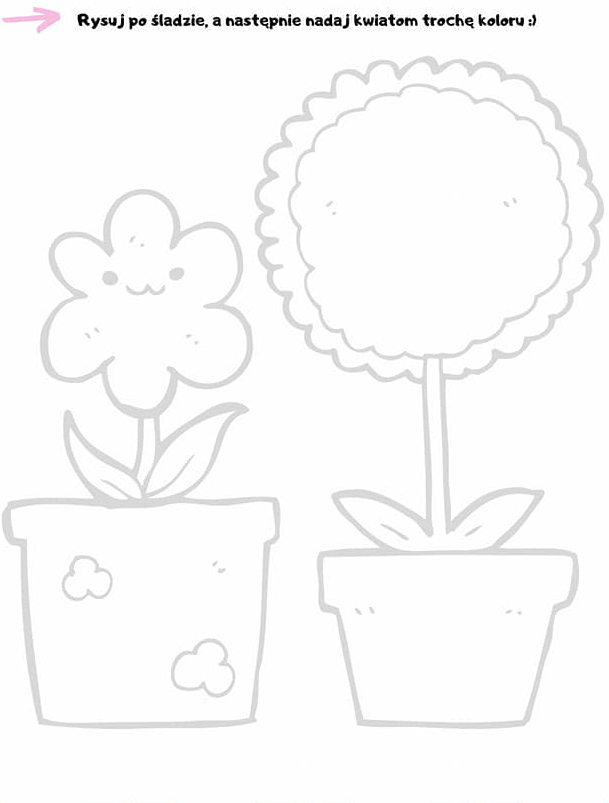 Rysuj po śladzie, a następnie nadaj kwiatom trochę koloru :)